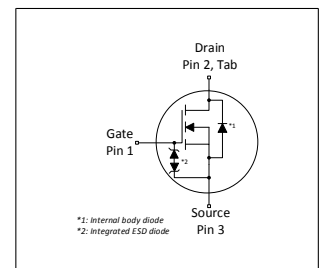 Drain
Pin 2, Tab
*1
Gate
Pin 1
*2
Source
Pin 3
*1: Internal body diode
*2: Integrated ESD diode